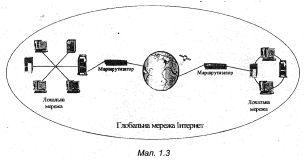 Маршрутизатор
Маршрутизатор
Локальна
мережа
Локальна
мережа
Глобальна мережа Інтернет
Мал. 1.3